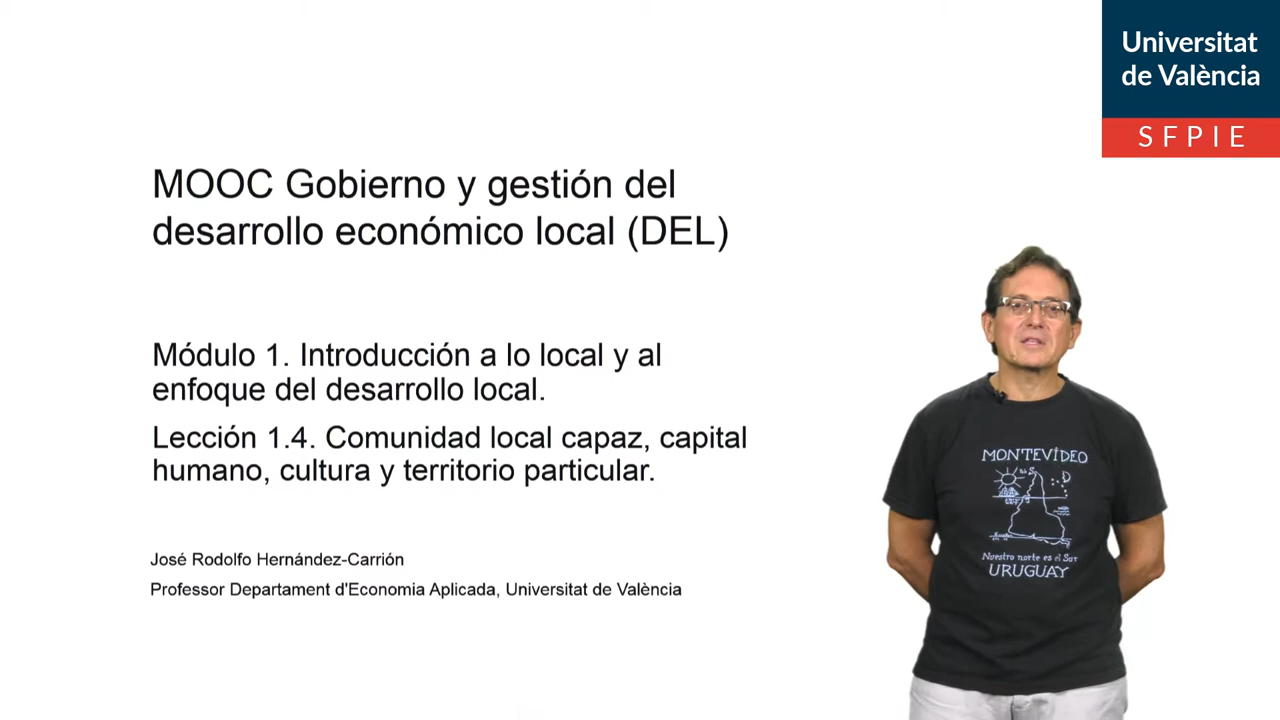 Universitat
de València
SFPIE
MOOC Gobierno y gestión del
desarrollo económico local (DEL)
Módulo 1. Introducción a lo local y al
enfoque del desarrollo local.
Lección 1.4. Comunidad local capaz, capital
humano, cultura y territorio particular.
José Rodolfo Hernández-Carrión
Professor Departament d'Economia Aplicada, Universitat de València
MONTEVIDEO
Nuestro norte es el Sur
URUGUAY